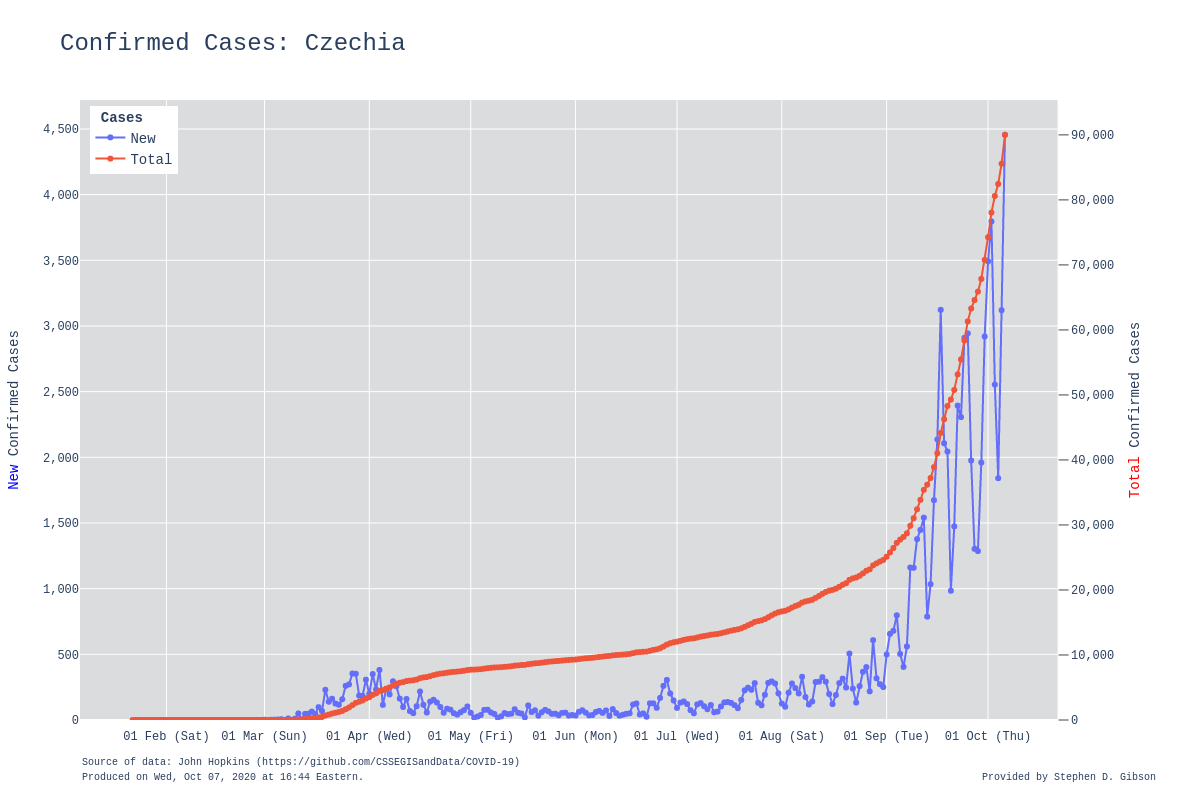 Confirmed Cases: Czechia
Cases
New
Total
4,500
4,000
3,500
3,000
2,500
2,000
1,500
1,000
500
0
New Confirmed Cases
90,000
80,000
70,000
60,000
50,000
40,000
30,000
20,000
10,000
0
Total Confirmed Cases
01 Feb (Sat) 01 Mar (Sun) 01 Apr (Wed) 01 May (Fri) 01 Jun (Mon) 01 Jul (Wed) 01 Aug (Sat) 01 Sep (Tue) 01 Oct (Thu)
Source of data: John Hopkins (https://github.com/CSSEGISandData/COVID-19)
Produced on Wed, Oct 07, 2020 at 16:44 Eastern.
Provided by Stephen D. Gibson